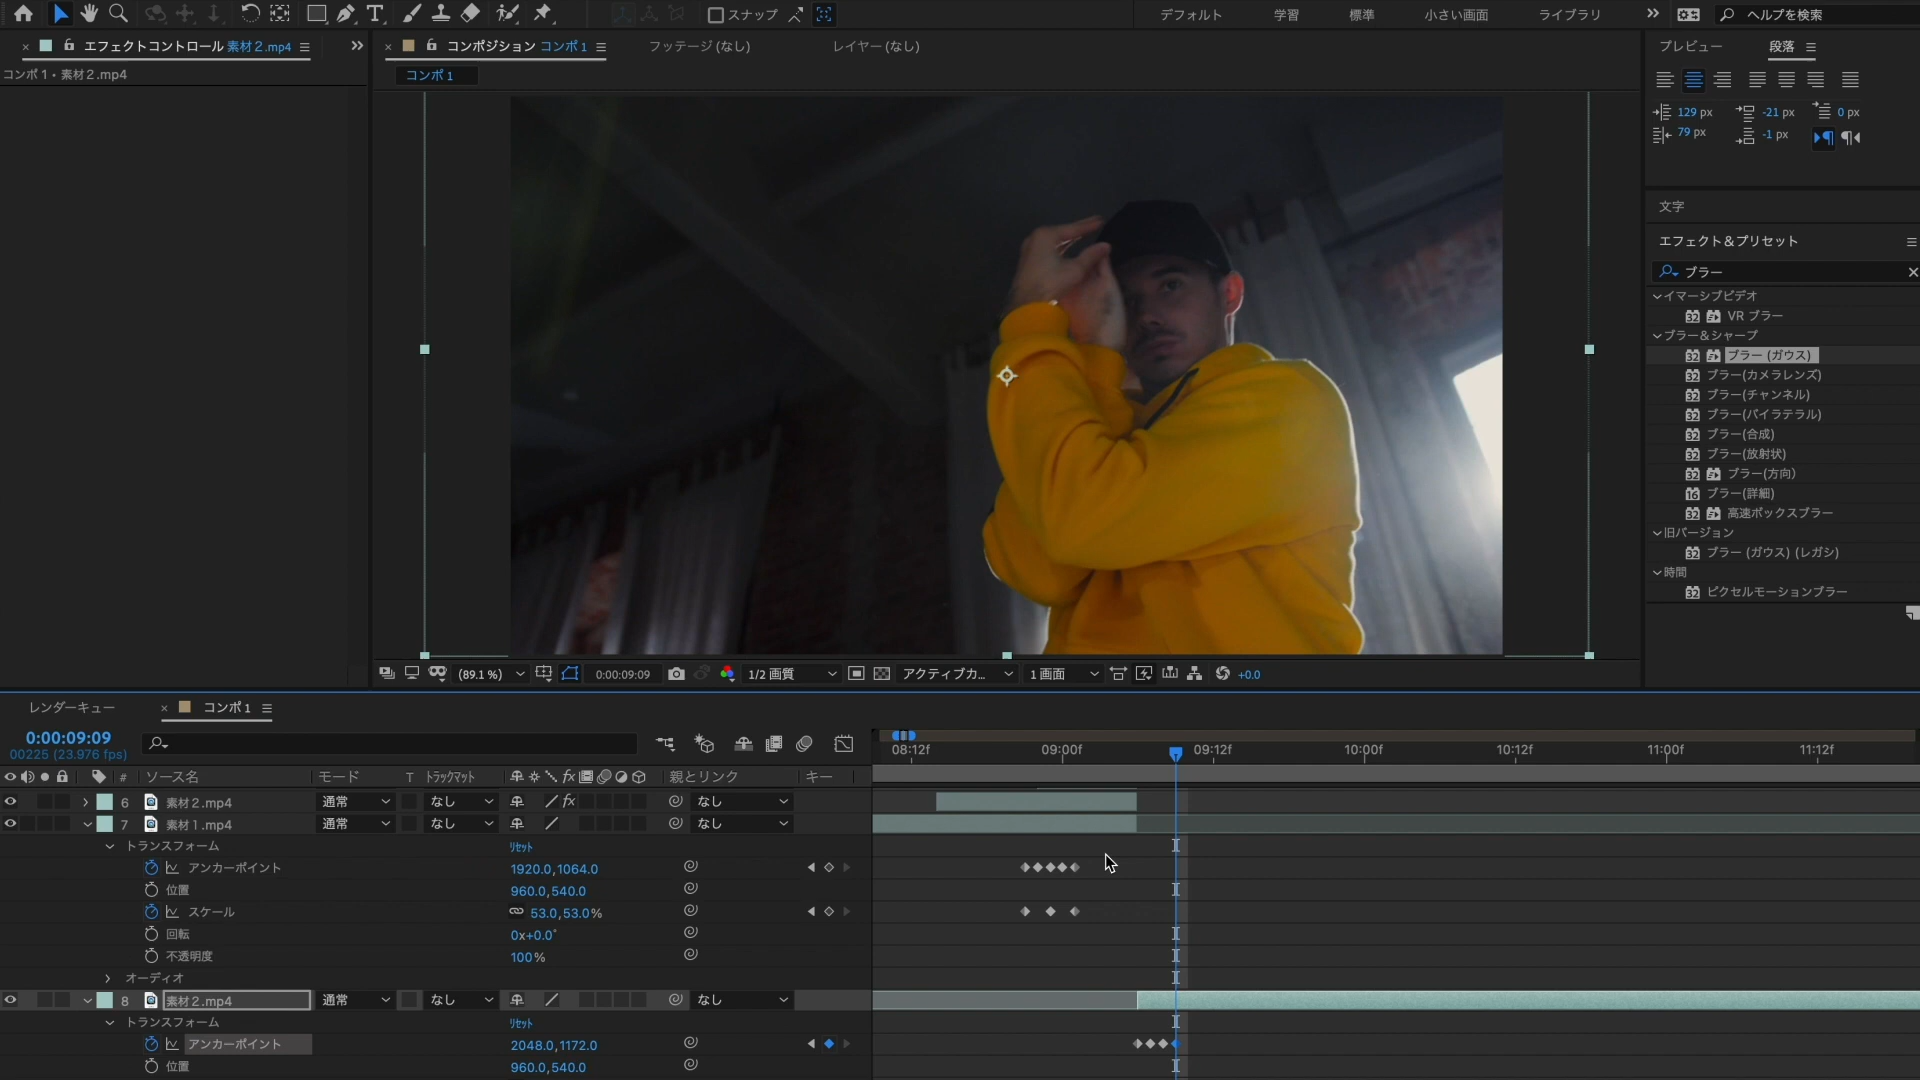 スナップ
デフォルト 学習 標準 小さい画面 ライブラリ
ヘルプを検索
エフェクトコントロール 素材２.mp4
コンポジション コンポ１
フッテージ (なし)
レイヤー (なし)
プレビュー 段落
コンポ１・素材２.mp4
コンポ１
129 px -21 px 0 px
79 px -1 px
文字
エフェクト＆プリセット
ブラー
イマーシブビデオ
VR ブラー
ブラー＆シャープ
ブラー (ガウス)
ブラー(カメラレンズ)
ブラー(チャンネル)
ブラー(バイラテラル)
ブラー(合成)
ブラー(放射状)
ブラー(方向)
ブラー(詳細)
高速ボックスブラー
旧バージョン
ブラー (ガウス) (レガシ)
時間
ピクセルモーションブラー
(89.1 %) 0:00:09:09 1/2 画質 アクティブカ... 1 画面 +0.0
レンダーキュー
コンポ１
0:00:09:09
00225 (23.976 fps)
08:12f 09:00f 09:12f 10:00f 10:12f 11:00f 11:12f
# ソース名 モード T トラックマット 親とリンク キー
6 素材２.mp4 通常 なし fx なし
7 素材１.mp4 通常 なし なし
トランスフォーム リセット
アンカーポイント 1920.0,1064.0
位置 960.0,540.0
スケール 53.0,53.0%
回転 0x+0.0°
不透明度 100%
オーディオ
8 素材２.mp4 通常 なし なし
トランスフォーム リセット
アンカーポイント 2048.0,1172.0
位置 960.0,540.0